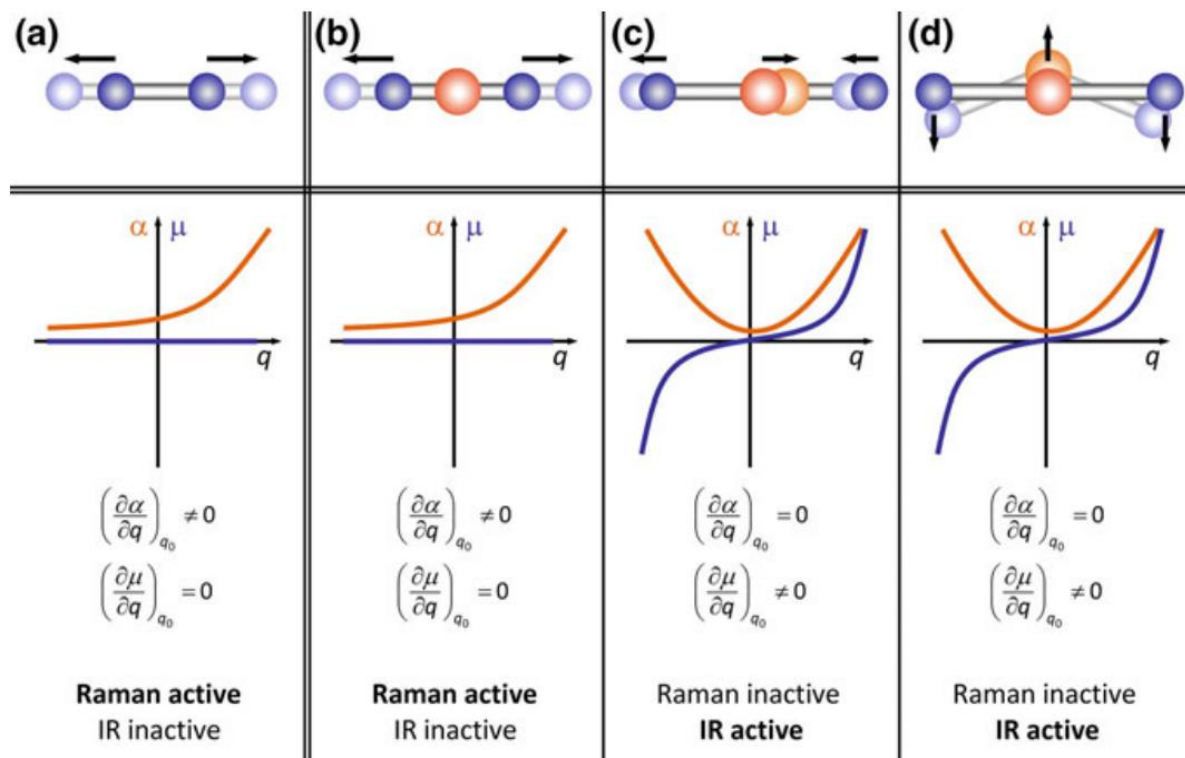 (a)
(b)
(c)
(d)
α μ
q
α μ
q
α μ
q
α μ
q
(∂α/∂q)q₀ ≠ 0
(∂α/∂q)q₀ ≠ 0
(∂α/∂q)q₀ = 0
(∂α/∂q)q₀ = 0
(∂μ/∂q)q₀ = 0
(∂μ/∂q)q₀ = 0
(∂μ/∂q)q₀ ≠ 0
(∂μ/∂q)q₀ ≠ 0
Raman active
IR inactive
Raman active
IR inactive
Raman inactive
IR active
Raman inactive
IR active